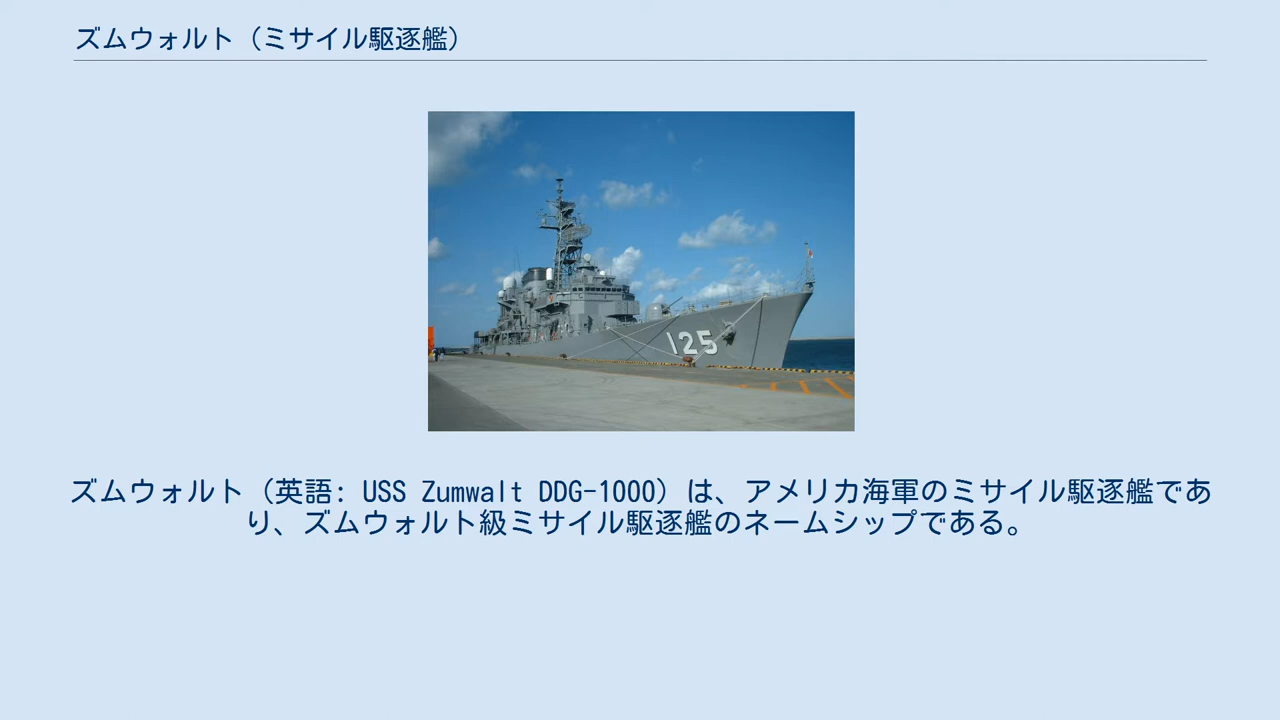 ズムウォルト（ミサイル駆逐艦）
125
ズムウォルト（英語: USS Zumwalt DDG-1000）は、アメリカ海軍のミサイル駆逐艦であ
り、ズムウォルト級ミサイル駆逐艦のネームシップである。